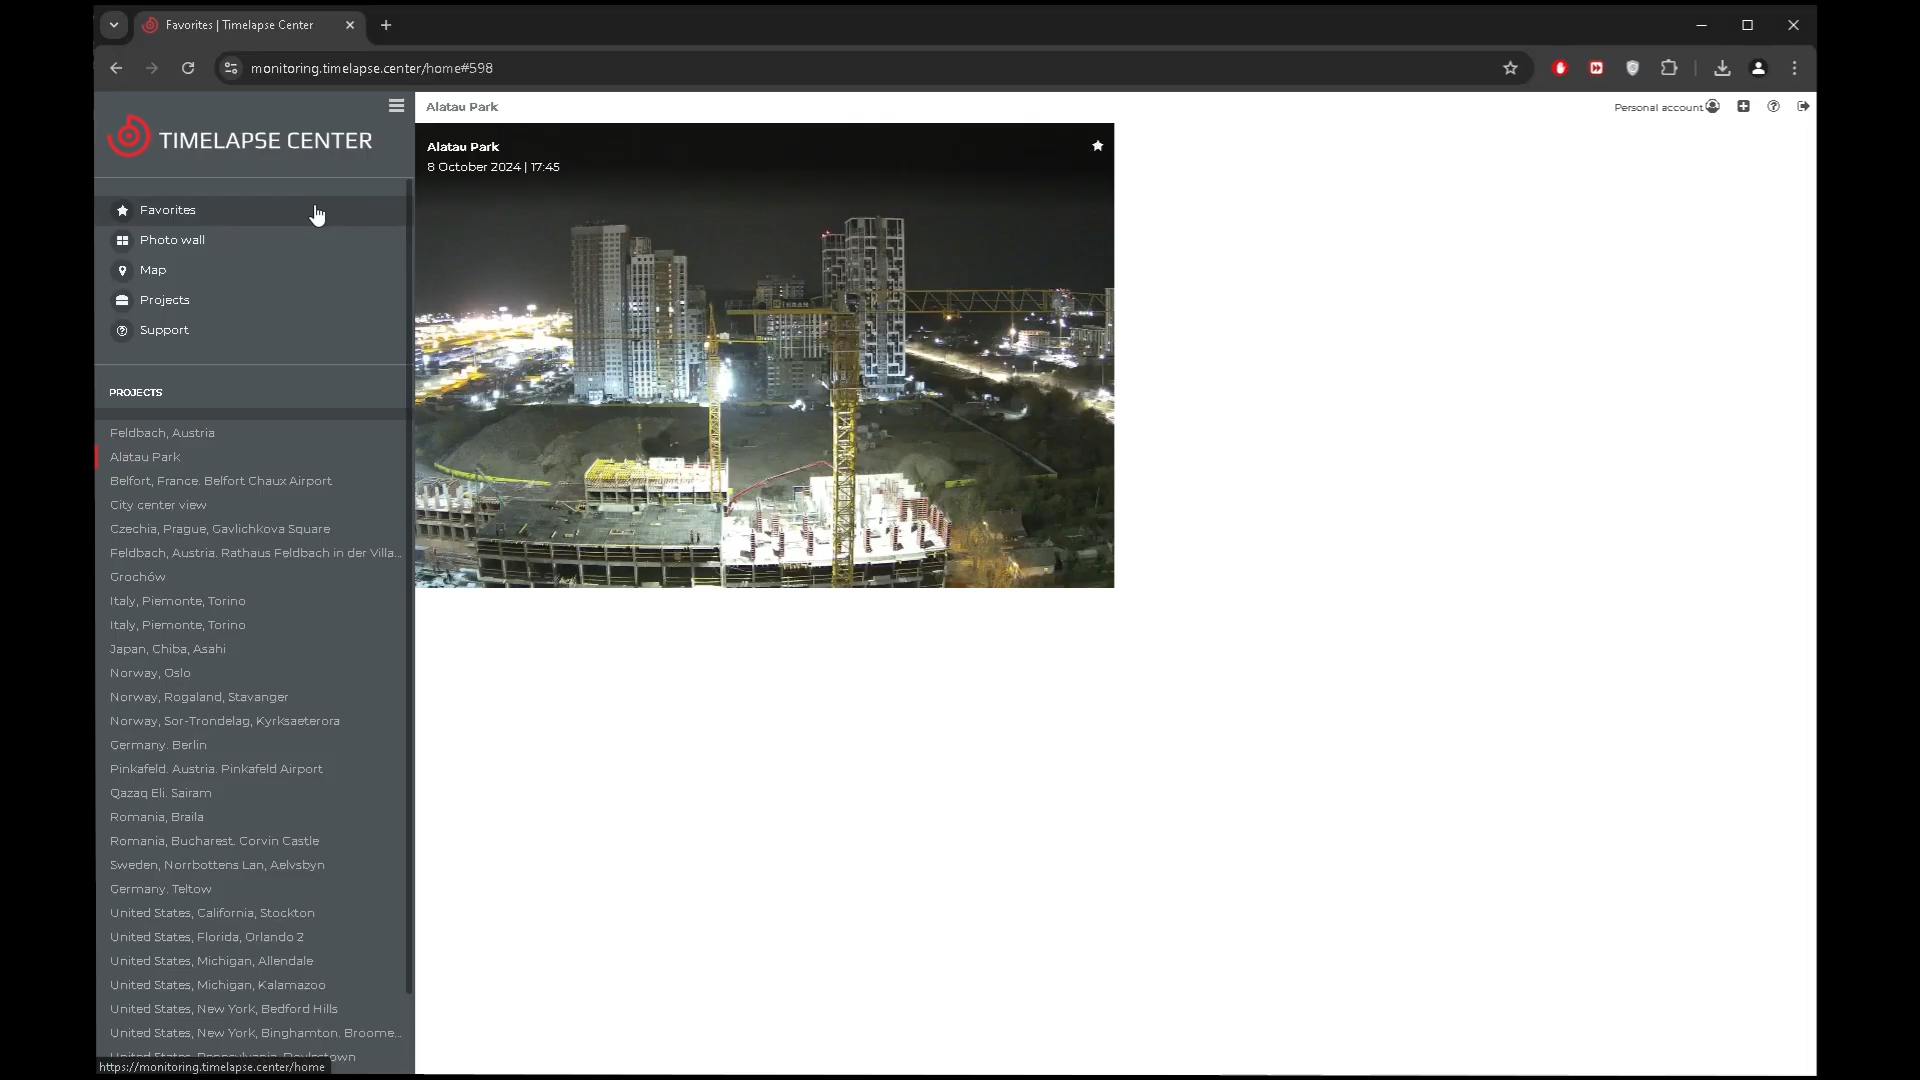 Favorites | Timelapse Center
monitoring.timelapse.center/home#598
TIMELAPSE CENTER
Alatau Park
Personal account
Alatau Park
8 October 2024 | 17:45
Favorites
Photo wall
Map
Projects
Support
PROJECTS
Feldbach, Austria
Alatau Park
Belfort, France. Belfort Chaux Airport
City center view
Czechia, Prague, Gavlichkova Square
Feldbach, Austria. Rathaus Feldbach in der Villa...
Grochów
Italy, Piemonte, Torino
Italy, Piemonte, Torino
Japan, Chiba, Asahi
Norway, Oslo
Norway, Rogaland, Stavanger
Norway, Sor-Trondelag, Kyrksaeterora
Germany. Berlin
Pinkafeld. Austria. Pinkafeld Airport
Qazaq Eli. Sairam
Romania, Braila
Romania, Bucharest. Corvin Castle
Sweden, Norrbottens Lan, Aelvsbyn
Germany. Teltow
United States, California, Stockton
United States, Florida, Orlando 2
United States, Michigan, Allendale
United States, Michigan, Kalamazoo
United States, New York, Bedford Hills
United States, New York, Binghamton. Broome...
United States, Pennsylvania, Doylestown
https://monitoring.timelapse.center/home